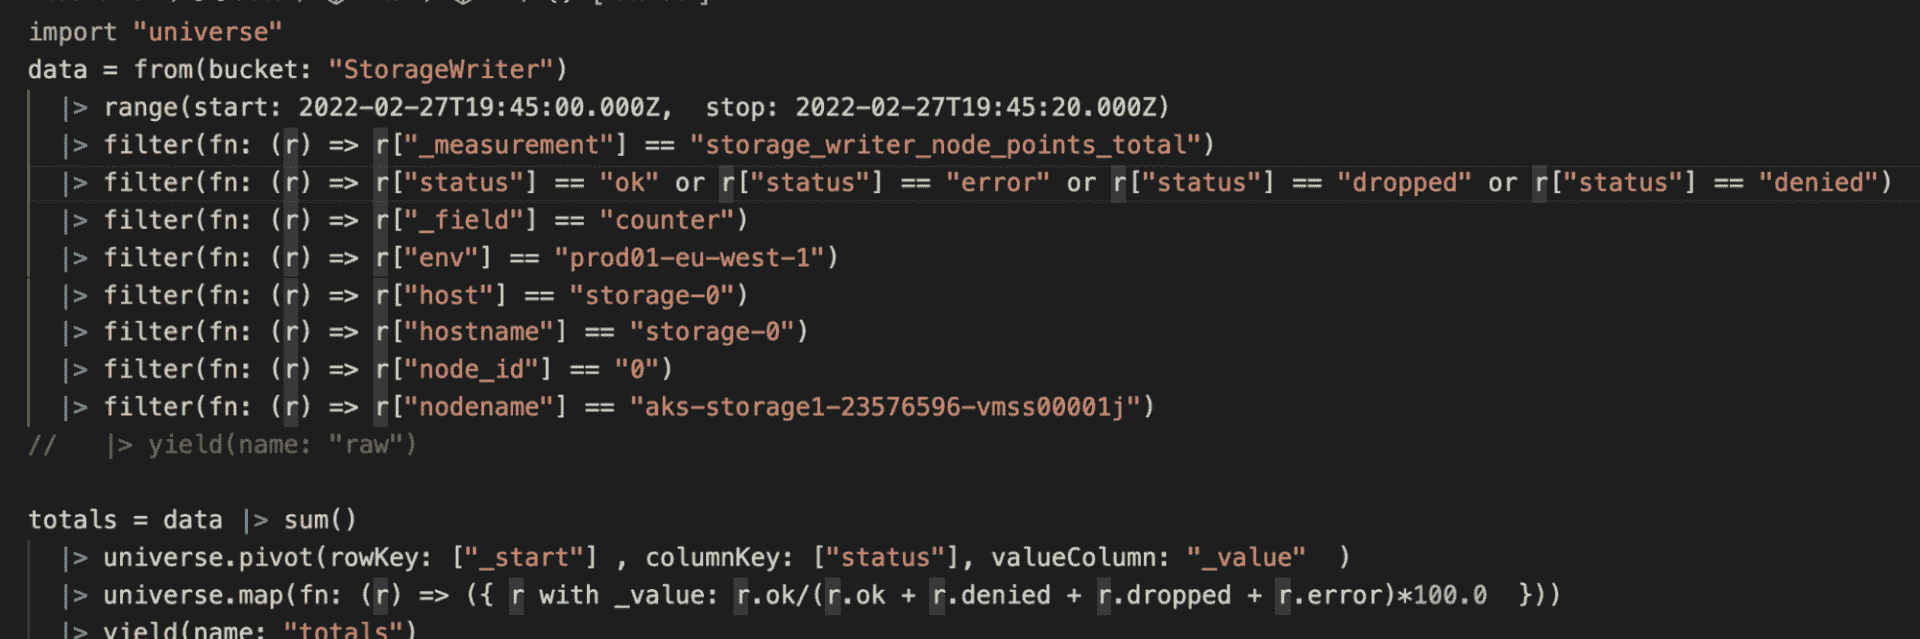 import "universe"
data = from(bucket: "StorageWriter")
|> range(start: 2022-02-27T19:45:00.000Z,  stop: 2022-02-27T19:45:20.000Z)
|> filter(fn: (r) => r["_measurement"] == "storage_writer_node_points_total")
|> filter(fn: (r) => r["status"] == "ok" or r["status"] == "error" or r["status"] == "dropped" or r["status"] == "denied")
|> filter(fn: (r) => r["_field"] == "counter")
|> filter(fn: (r) => r["env"] == "prod01-eu-west-1")
|> filter(fn: (r) => r["host"] == "storage-0")
|> filter(fn: (r) => r["hostname"] == "storage-0")
|> filter(fn: (r) => r["node_id"] == "0")
|> filter(fn: (r) => r["nodename"] == "aks-storage1-23576596-vmss00001j")
//   |> yield(name: "raw")
totals = data |> sum()
|> universe.pivot(rowKey: ["_start"] , columnKey: ["status"], valueColumn: "_value"  )
|> universe.map(fn: (r) => ({ r with _value: r.ok/(r.ok + r.denied + r.dropped + r.error)*100.0  }))
|> yield(name: "totals")